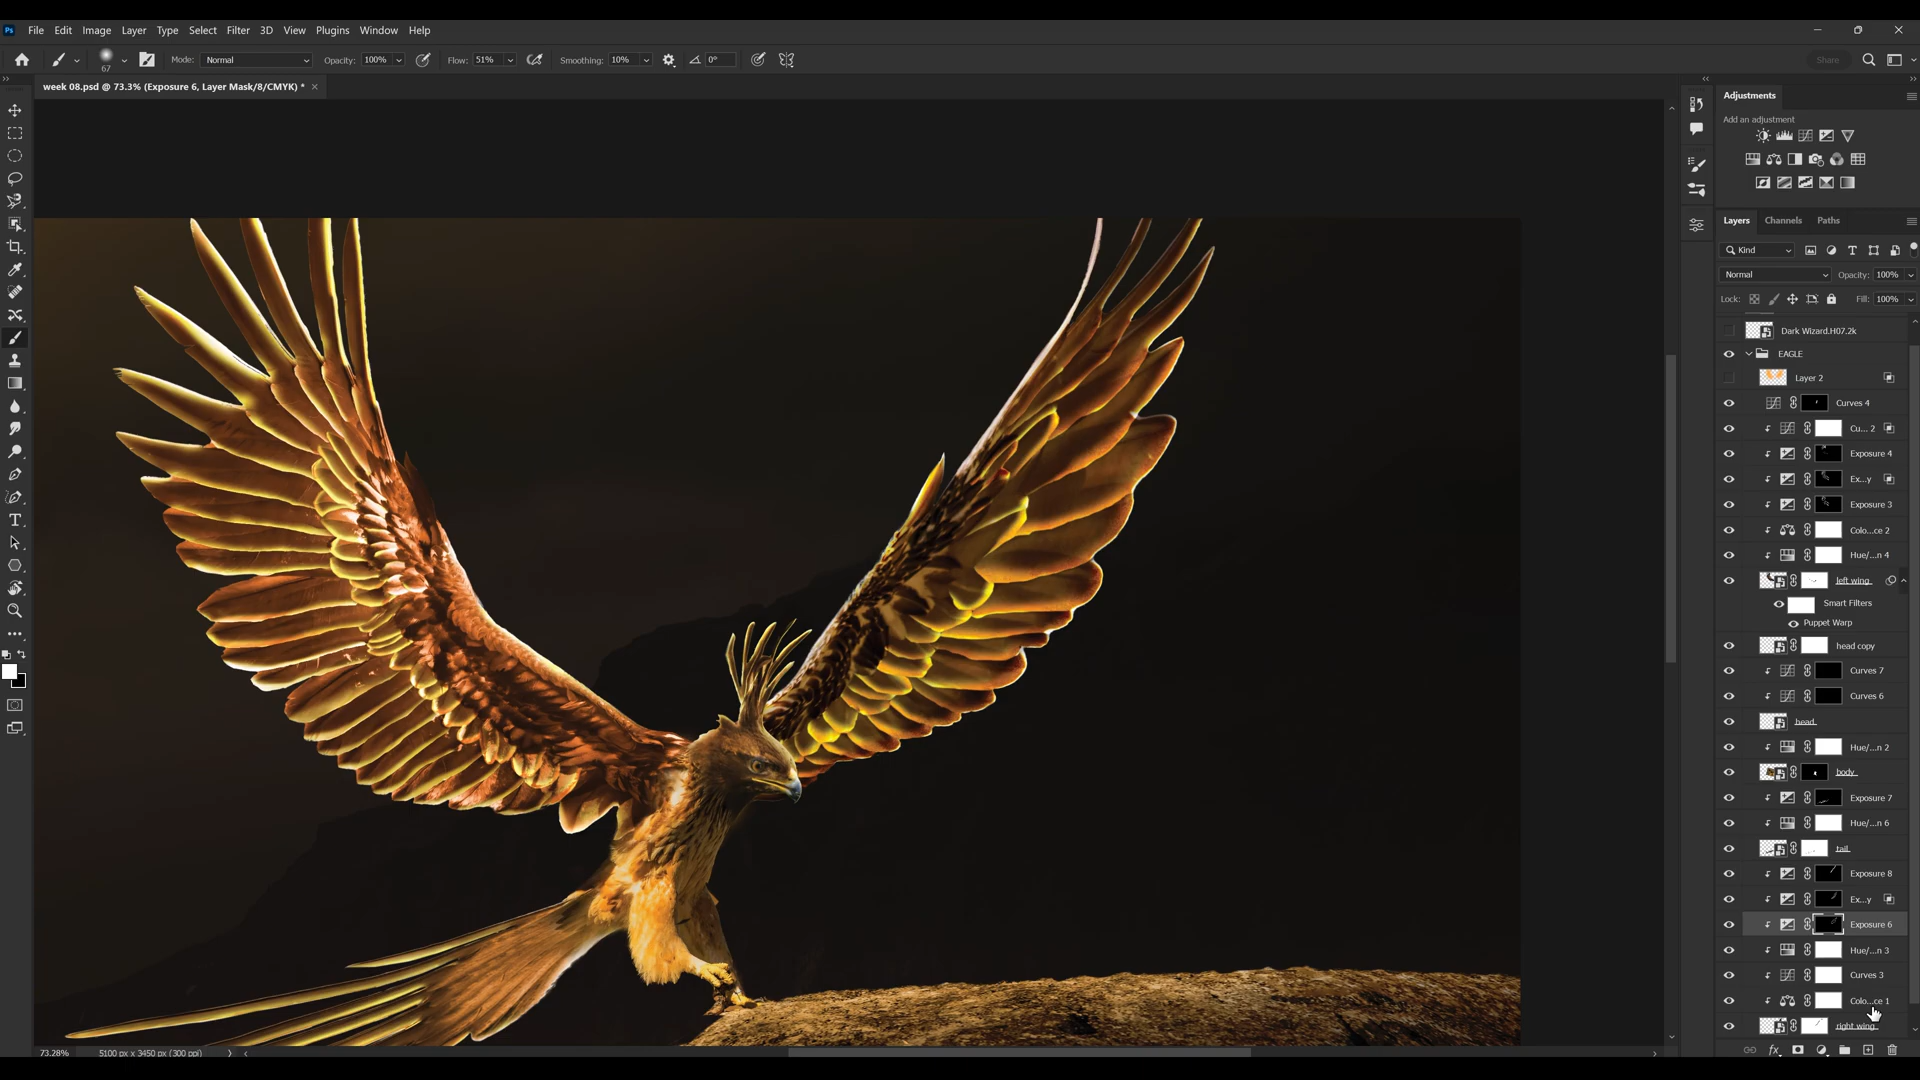 Ps File Edit Image Layer Type Select Filter 3D View Plugins Window Help
67 Mode: Normal Opacity: 100% Flow: 51% Smoothing: 10% 0° Share
week 08.psd @ 73.3% (Exposure 6, Layer Mask/8/CMYK) *
Adjustments
Add an adjustment
Layers Channels Paths
Kind
Normal Opacity: 100%
Lock: Fill: 100%
Dark Wizard.H07.2k
EAGLE
Layer 2
Curves 4
Cu... 2
Exposure 4
Ex...y
Exposure 3
Colo...ce 2
Hue/...n 4
left wing
Smart Filters
Puppet Warp
head copy
Curves 7
Curves 6
head
Hue/...n 2
body
Exposure 7
Hue/...n 6
tail
Exposure 8
Ex...y
Exposure 6
Hue/...n 3
Curves 3
Colo...ce 1
right wing
73.28% 5100 px x 3450 px (300 ppi)
fx